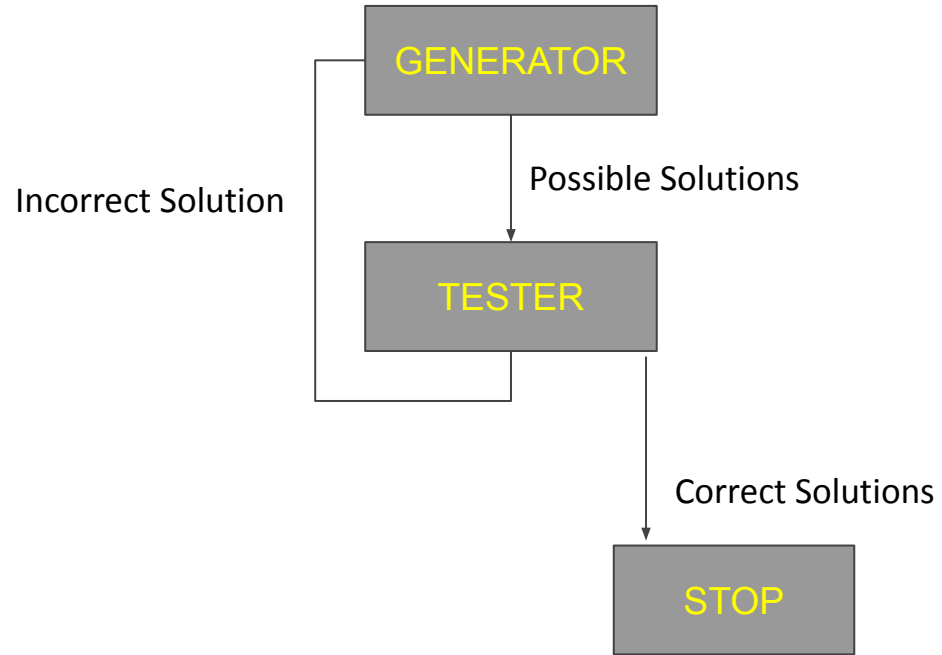 GENERATOR
Possible Solutions
Incorrect Solution
TESTER
Correct Solutions
STOP